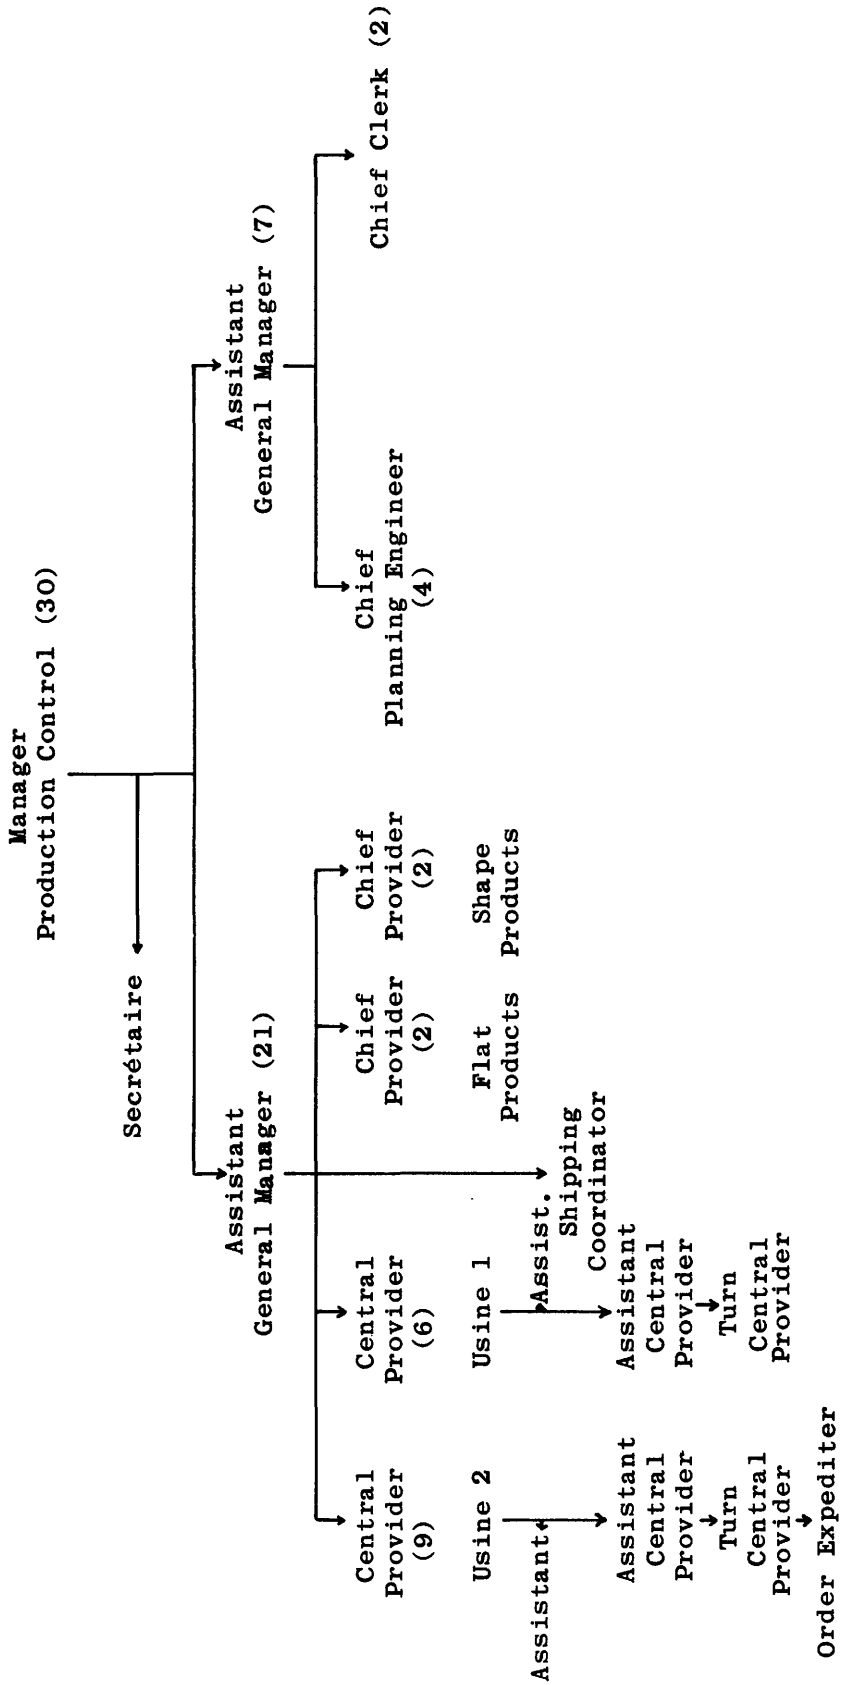 Manager
Production Control (30)
Secrétaire
Assistant
General Manager (21)
Assistant
General Manager (7)
Central
Provider
(9)
Central
Provider
(6)
Chief
Provider
(2)
Chief
Provider
(2)
Chief
Planning Engineer
(4)
Chief Clerk (2)
Usine 2
Usine 1
Flat
Products
Shape
Products
Assistant
Assist.
Shipping
Coordinator
Assistant
Central
Provider
Assistant
Central
Provider
Turn
Central
Provider
Turn
Central
Provider
Order Expediter